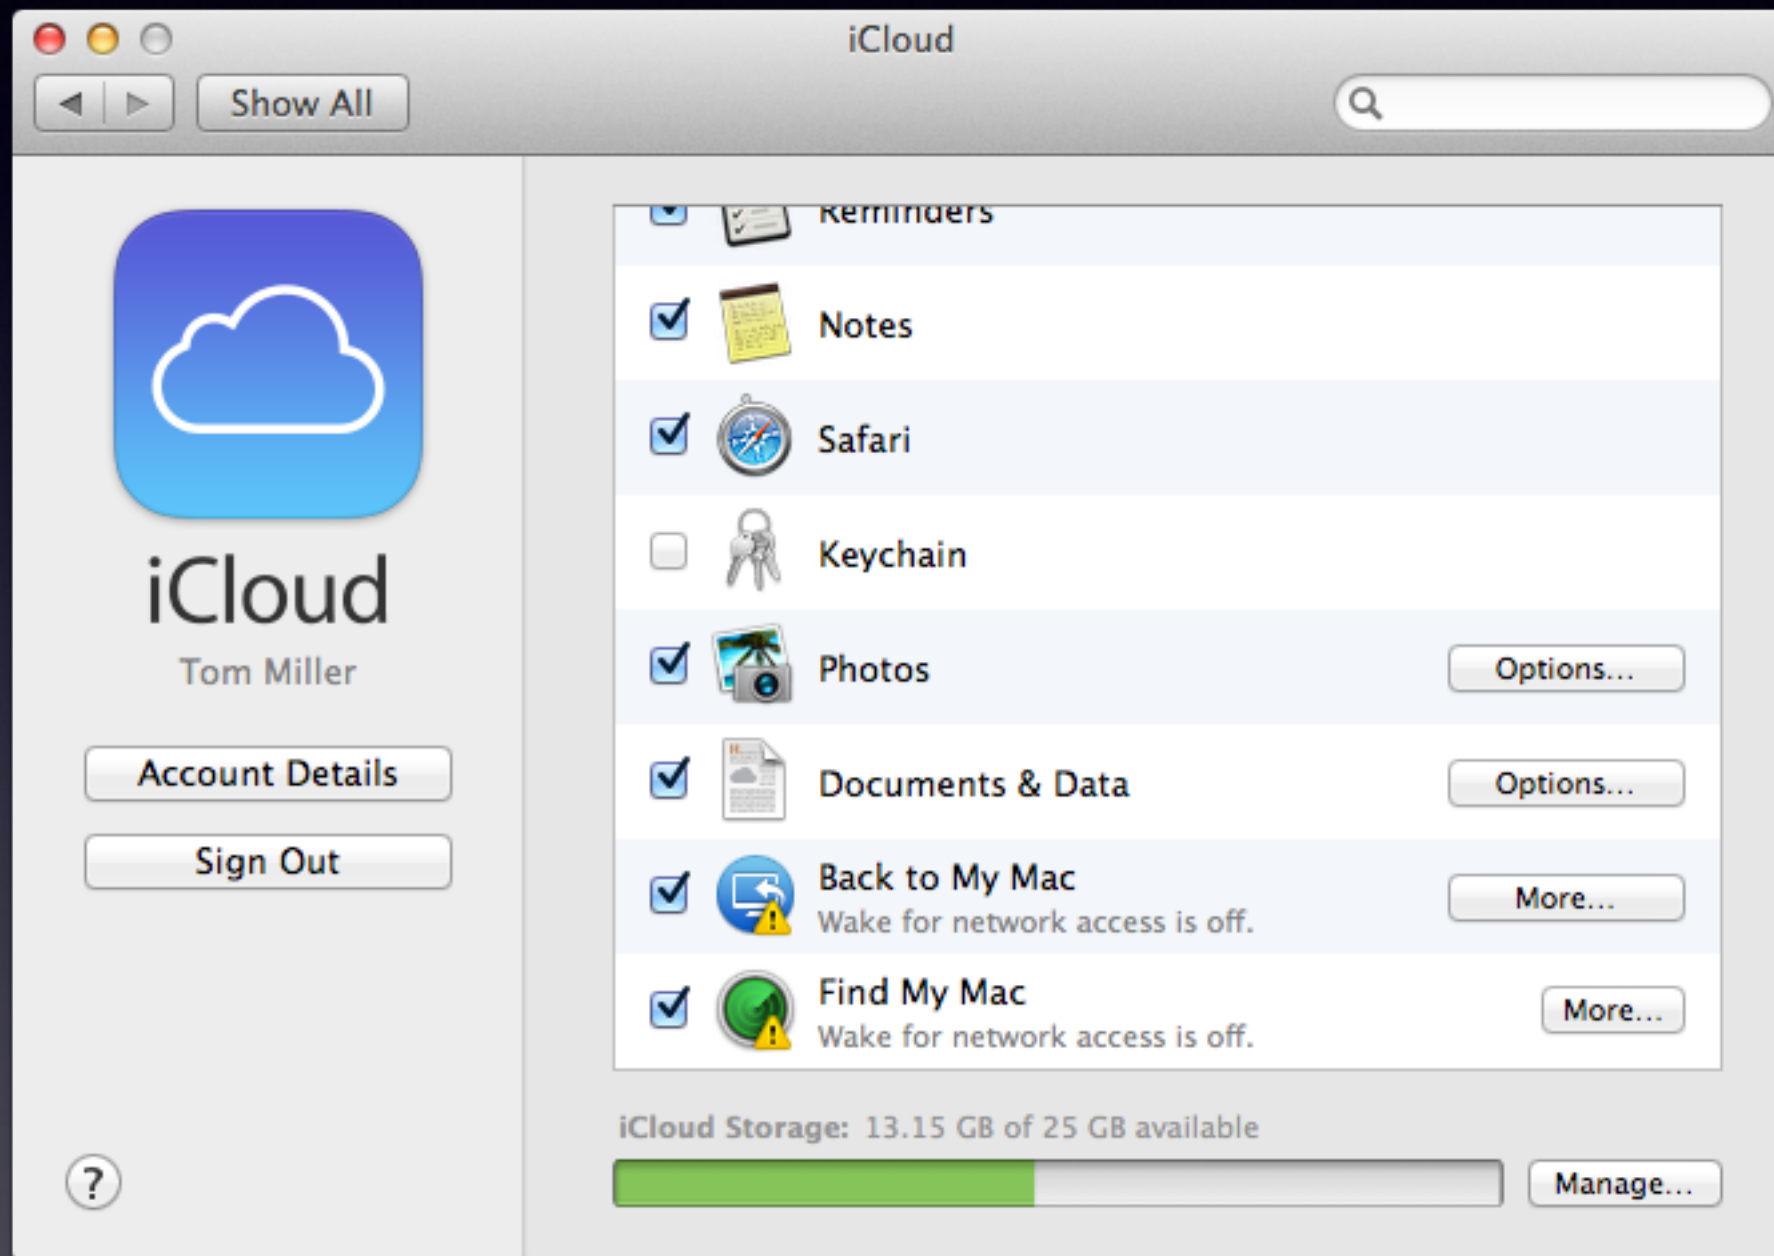 iCloud
Show All
iCloud
Tom Miller
Account Details
Sign Out
?
Reminders
Notes
Safari
Keychain
Photos
Options...
Documents & Data
Options...
Back to My Mac
Wake for network access is off.
More...
Find My Mac
Wake for network access is off.
More...
iCloud Storage: 13.15 GB of 25 GB available
Manage...